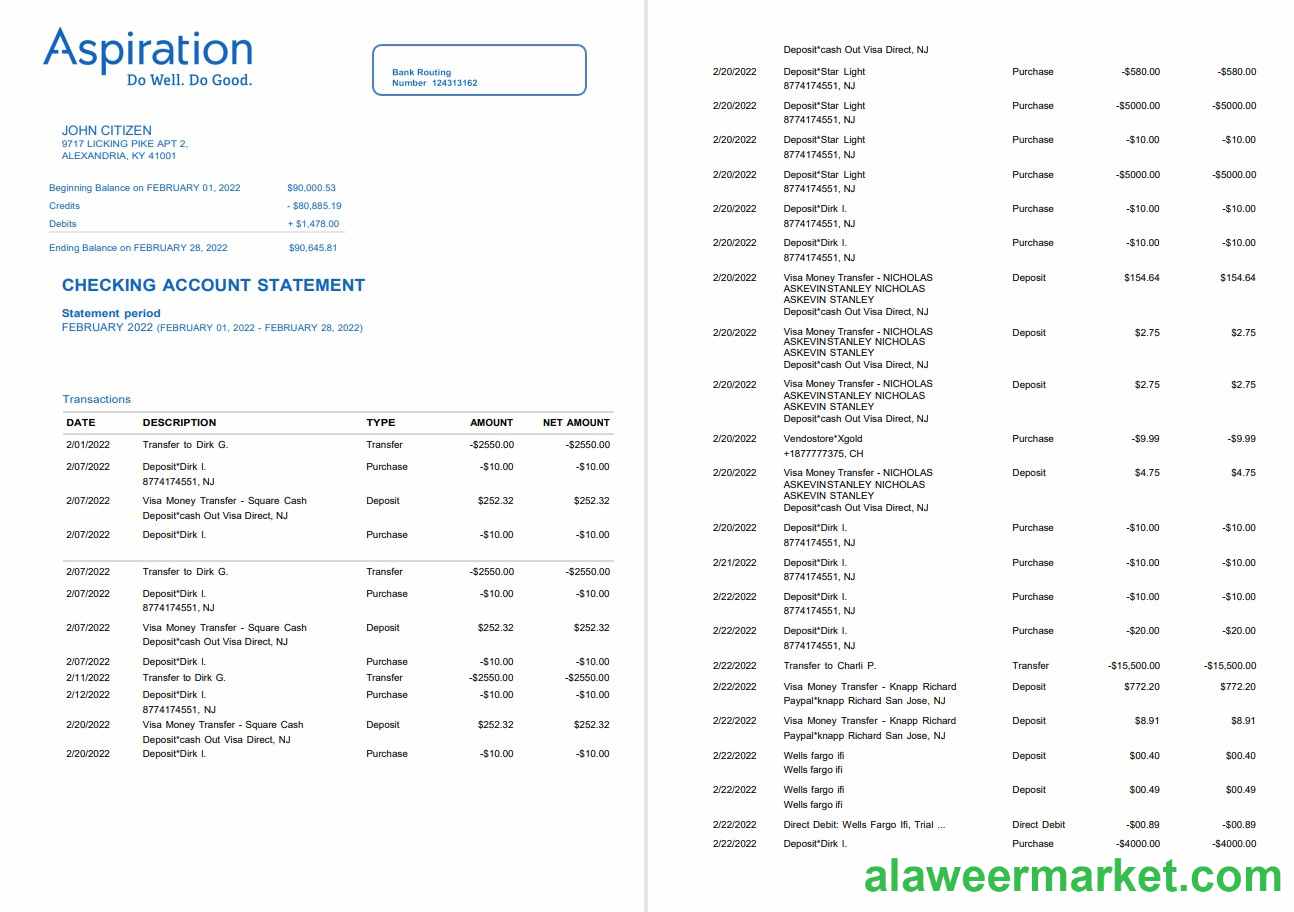 Aspiration
Do Well. Do Good.
Bank Routing
Number 124313162
JOHN CITIZEN
9717 LICKING PIKE APT 2,
ALEXANDRIA, KY 41001
Beginning Balance on FEBRUARY 01, 2022 $90,000.53
Credits - $80,885.19
Debits + $1,478.00
Ending Balance on FEBRUARY 28, 2022 $90,645.81
CHECKING ACCOUNT STATEMENT
Statement period
FEBRUARY 2022 (FEBRUARY 01, 2022 - FEBRUARY 28, 2022)
Transactions
DATE DESCRIPTION TYPE AMOUNT NET AMOUNT
2/01/2022 Transfer to Dirk G. Transfer -$2550.00 -$2550.00
2/07/2022 Deposit*Dirk I. Purchase -$10.00 -$10.00
8774174551, NJ
2/07/2022 Visa Money Transfer - Square Cash Deposit $252.32 $252.32
Deposit*cash Out Visa Direct, NJ
2/07/2022 Deposit*Dirk I. Purchase -$10.00 -$10.00
2/07/2022 Transfer to Dirk G. Transfer -$2550.00 -$2550.00
2/07/2022 Deposit*Dirk I. Purchase -$10.00 -$10.00
8774174551, NJ
2/07/2022 Visa Money Transfer - Square Cash Deposit $252.32 $252.32
Deposit*cash Out Visa Direct, NJ
2/07/2022 Deposit*Dirk I. Purchase -$10.00 -$10.00
2/11/2022 Transfer to Dirk G. Transfer -$2550.00 -$2550.00
2/12/2022 Deposit*Dirk I. Purchase -$10.00 -$10.00
8774174551, NJ
2/20/2022 Visa Money Transfer - Square Cash Deposit $252.32 $252.32
Deposit*cash Out Visa Direct, NJ
2/20/2022 Deposit*Dirk I. Purchase -$10.00 -$10.00
Deposit*cash Out Visa Direct, NJ
2/20/2022 Deposit*Star Light Purchase -$580.00 -$580.00
8774174551, NJ
2/20/2022 Deposit*Star Light Purchase -$5000.00 -$5000.00
8774174551, NJ
2/20/2022 Deposit*Star Light Purchase -$10.00 -$10.00
8774174551, NJ
2/20/2022 Deposit*Star Light Purchase -$5000.00 -$5000.00
8774174551, NJ
2/20/2022 Deposit*Dirk I. Purchase -$10.00 -$10.00
8774174551, NJ
2/20/2022 Deposit*Dirk I. Purchase -$10.00 -$10.00
8774174551, NJ
2/20/2022 Visa Money Transfer - NICHOLAS Deposit $154.64 $154.64
ASKEVINSTANLEY NICHOLAS
ASKEVIN STANLEY
Deposit*cash Out Visa Direct, NJ
2/20/2022 Visa Money Transfer - NICHOLAS Deposit $2.75 $2.75
ASKEVINSTANLEY NICHOLAS
ASKEVIN STANLEY
Deposit*cash Out Visa Direct, NJ
2/20/2022 Visa Money Transfer - NICHOLAS Deposit $2.75 $2.75
ASKEVINSTANLEY NICHOLAS
ASKEVIN STANLEY
Deposit*cash Out Visa Direct, NJ
2/20/2022 Vendostore*Xgold Purchase -$9.99 -$9.99
+1877777375, CH
2/20/2022 Visa Money Transfer - NICHOLAS Deposit $4.75 $4.75
ASKEVINSTANLEY NICHOLAS
ASKEVIN STANLEY
Deposit*cash Out Visa Direct, NJ
2/20/2022 Deposit*Dirk I. Purchase -$10.00 -$10.00
8774174551, NJ
2/21/2022 Deposit*Dirk I. Purchase -$10.00 -$10.00
8774174551, NJ
2/22/2022 Deposit*Dirk I. Purchase -$10.00 -$10.00
8774174551, NJ
2/22/2022 Deposit*Dirk I. Purchase -$20.00 -$20.00
8774174551, NJ
2/22/2022 Transfer to Charli P. Transfer -$15,500.00 -$15,500.00
2/22/2022 Visa Money Transfer - Knapp Richard Deposit $772.20 $772.20
Paypal*knapp Richard San Jose, NJ
2/22/2022 Visa Money Transfer - Knapp Richard Deposit $8.91 $8.91
Paypal*knapp Richard San Jose, NJ
2/22/2022 Wells fargo ifi Deposit $00.40 $00.40
Wells fargo ifi
2/22/2022 Wells fargo ifi Deposit $00.49 $00.49
Wells fargo ifi
2/22/2022 Direct Debit: Wells Fargo Ifi, Trial ... Direct Debit -$00.89 -$00.89
2/22/2022 Deposit*Dirk I. Purchase -$4000.00 -$4000.00
alaweermarket.com